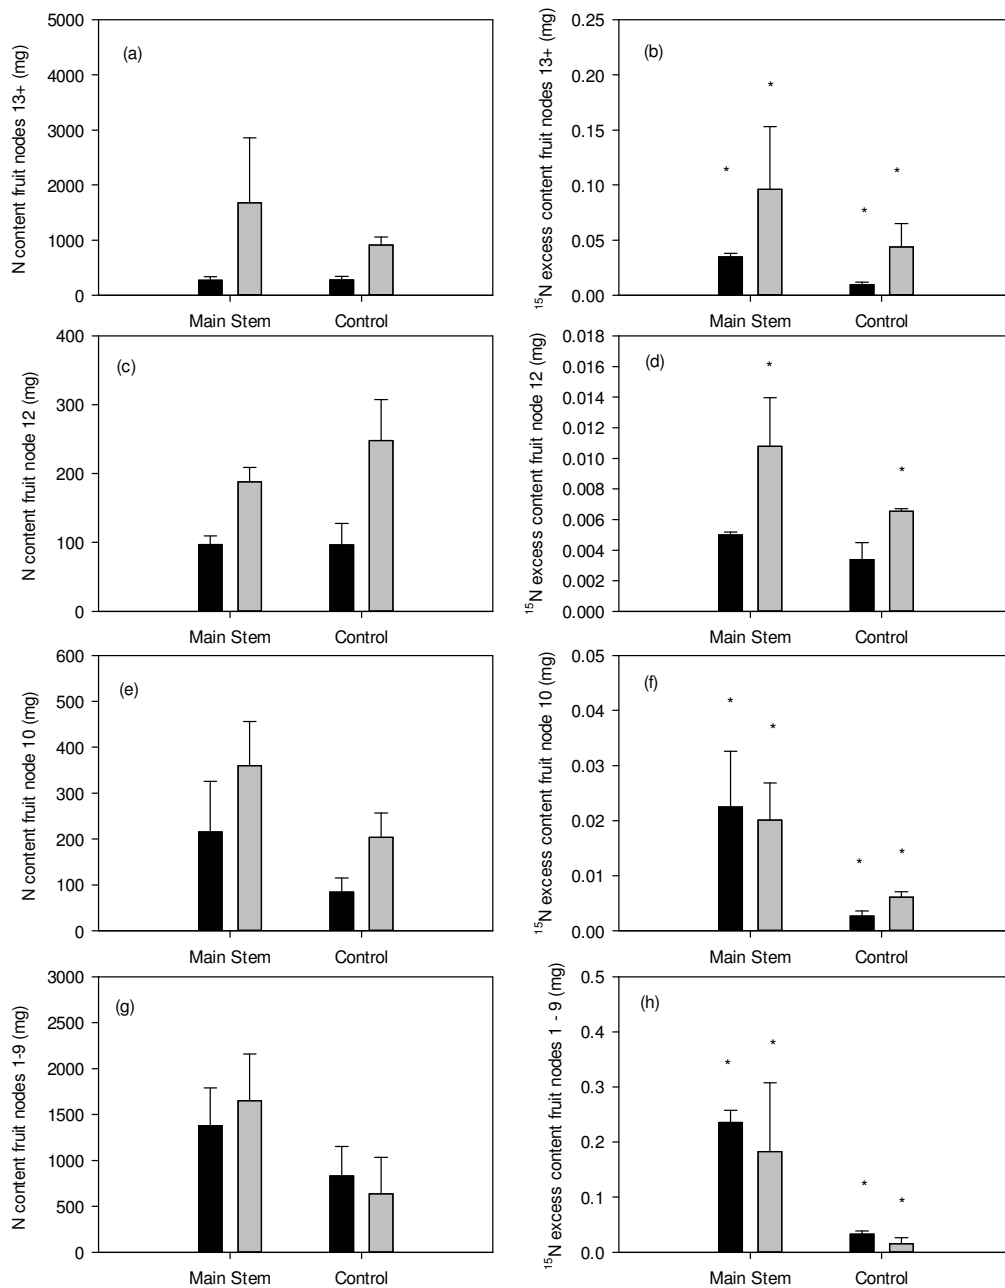 N content fruit nodes 13+ (mg)
5000
4000
3000
2000
1000
0
(a)
Main Stem Control
¹⁵N excess content fruit nodes 13+ (mg)
0.25
0.20
0.15
0.10
0.05
0.00
(b)
* * * *
Main Stem Control
N content fruit node 12 (mg)
400
300
200
100
0
(c)
Main Stem Control
¹⁵N excess content fruit node 12 (mg)
0.018
0.016
0.014
0.012
0.010
0.008
0.006
0.004
0.002
0.000
(d)
* *
Main Stem Control
N content fruit node 10 (mg)
600
500
400
300
200
100
0
(e)
Main Stem Control
¹⁵N excess content fruit node 10 (mg)
0.05
0.04
0.03
0.02
0.01
0.00
(f)
* * * *
Main Stem Control
N content fruit nodes 1-9 (mg)
3000
2500
2000
1500
1000
500
0
(g)
Main Stem Control
¹⁵N excess content fruit nodes 1 - 9 (mg)
0.5
0.4
0.3
0.2
0.1
0.0
(h)
* * * *
Main Stem Control